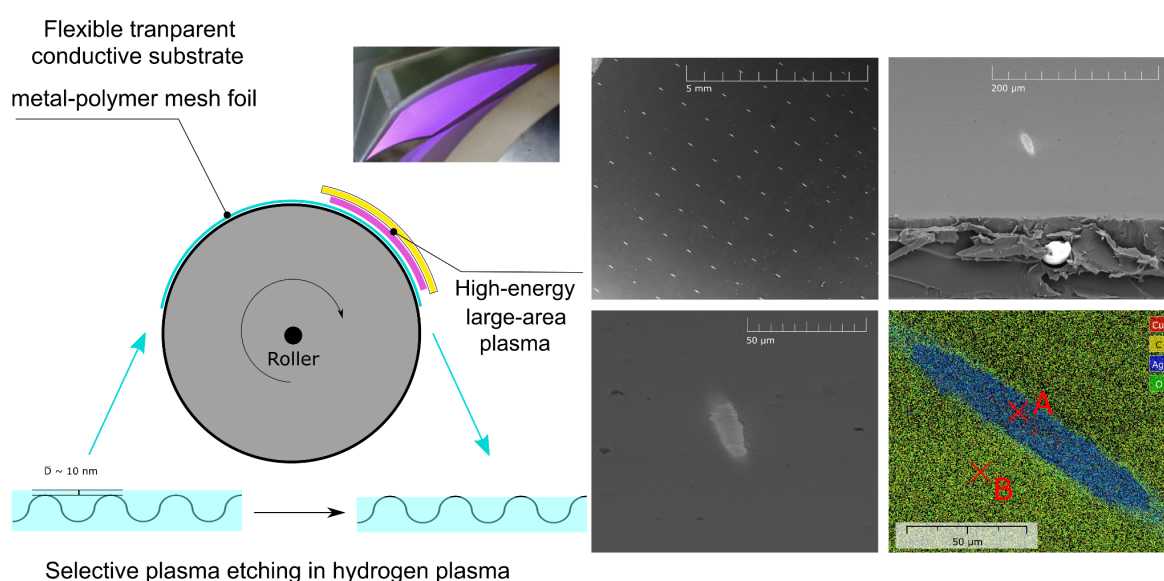 Flexible tranparent
conductive substrate
metal-polymer mesh foil
High-energy
large-area
plasma
Roller
D ~ 10 nm
Selective plasma etching in hydrogen plasma
5 mm
200 µm
50 µm
Cu
C
Ag
O
A
B
50 µm